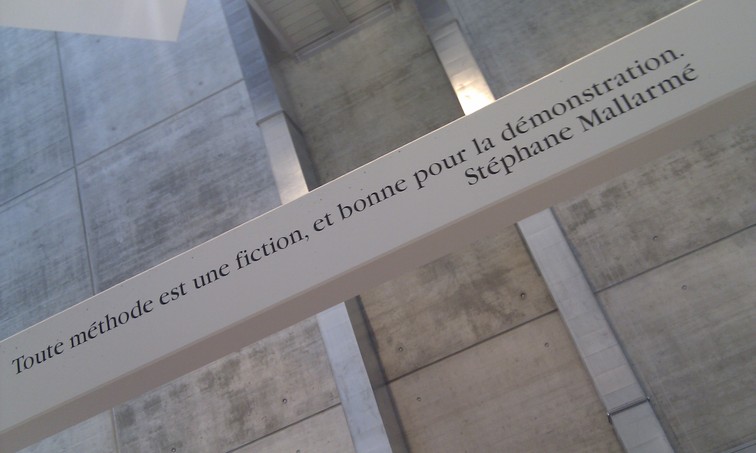 Toute méthode est une fiction, et bonne pour la démonstration.
Stéphane Mallarmé